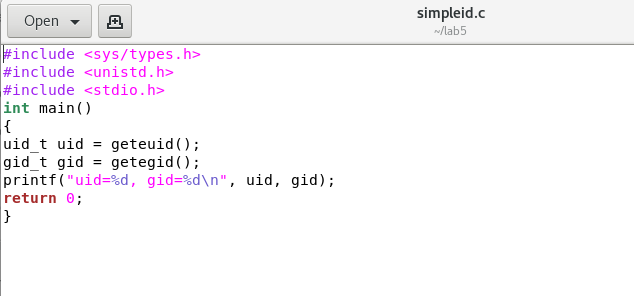 Open
simpleid.c
~/lab5
#include <sys/types.h>
#include <unistd.h>
#include <stdio.h>
int main()
{
uid_t uid = geteuid();
gid_t gid = getegid();
printf("uid=%d, gid=%d\n", uid, gid);
return 0;
}